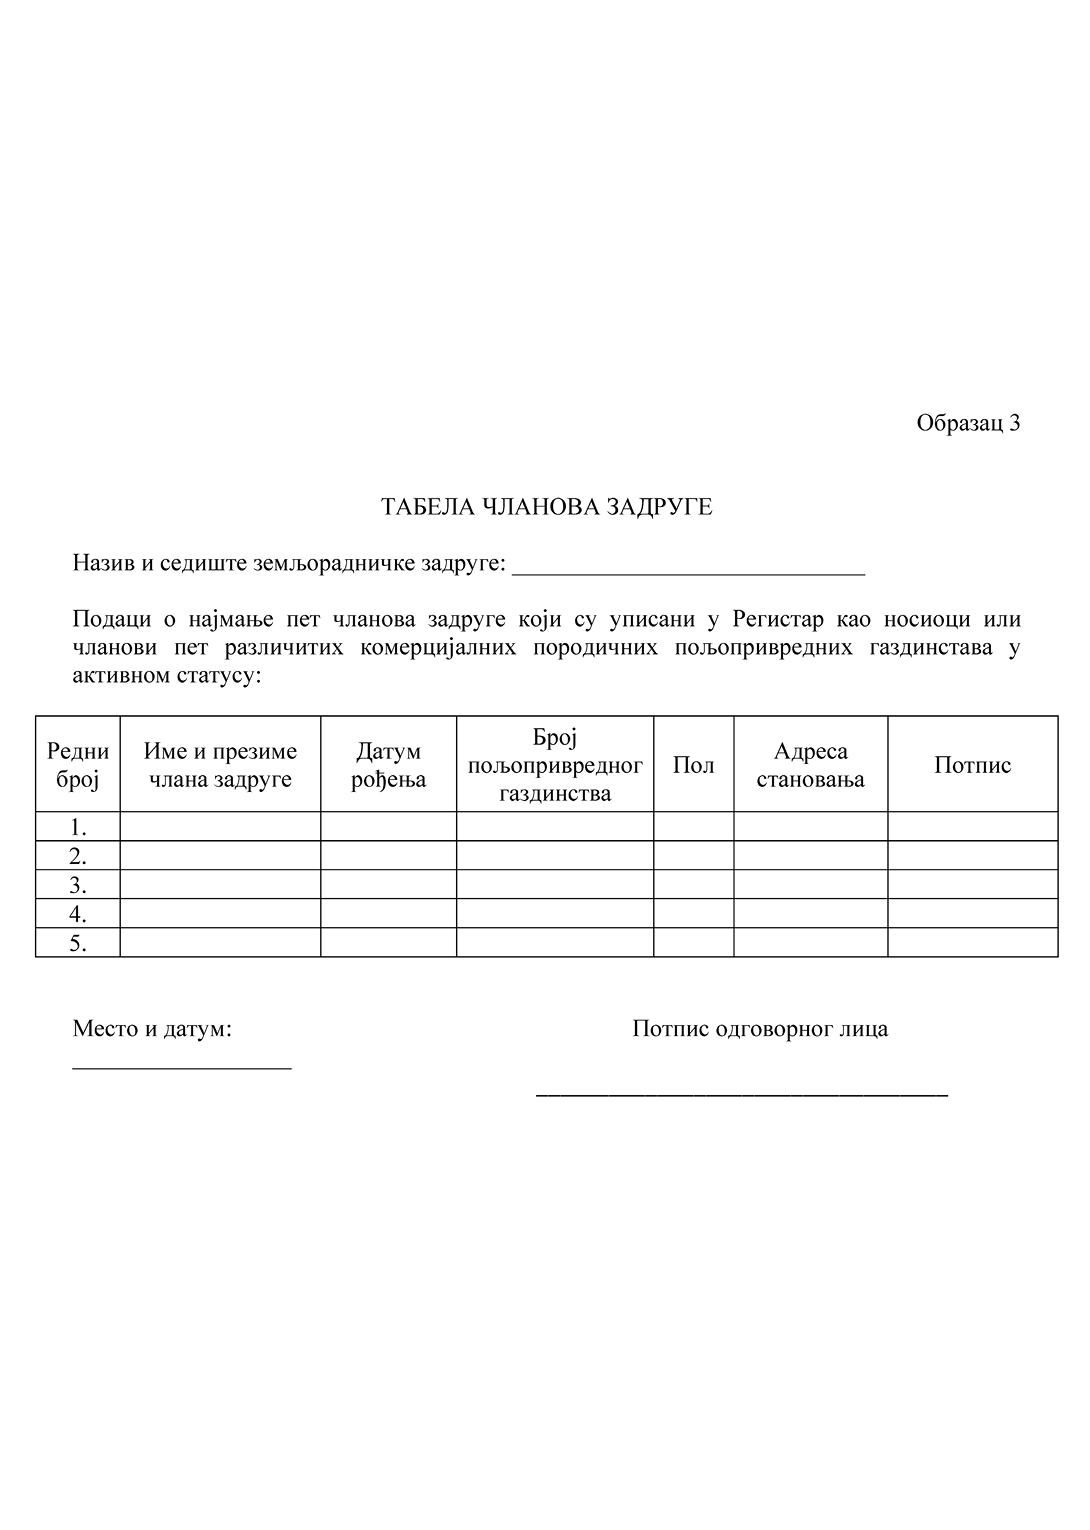 Образац 3
ТАБЕЛА ЧЛАНОВА ЗАДРУГЕ
Назив и седиште земљорадничке задруге: _____________________________
Подаци о најмање пет чланова задруге који су уписани у Регистар као носиоци или
чланови пет различитих комерцијалних породичних пољопривредних газдинстава у
активном статусу:
Редни број
Име и презиме члана задруге
Датум рођења
Број пољопривредног газдинства
Пол
Адреса становања
Потпис
1.
2.
3.
4.
5.
Место и датум:
__________________
Потпис одговорног лица
__________________________________